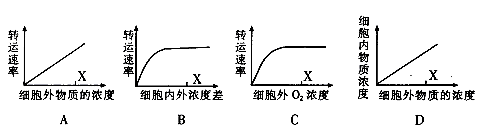 转运速率
X
细胞外物质的浓度
A
转运速率
X
细胞内外浓度差
B
转运速率
X
细胞外O₂浓度
C
细胞内物质浓度
X
细胞外物质的浓度
D